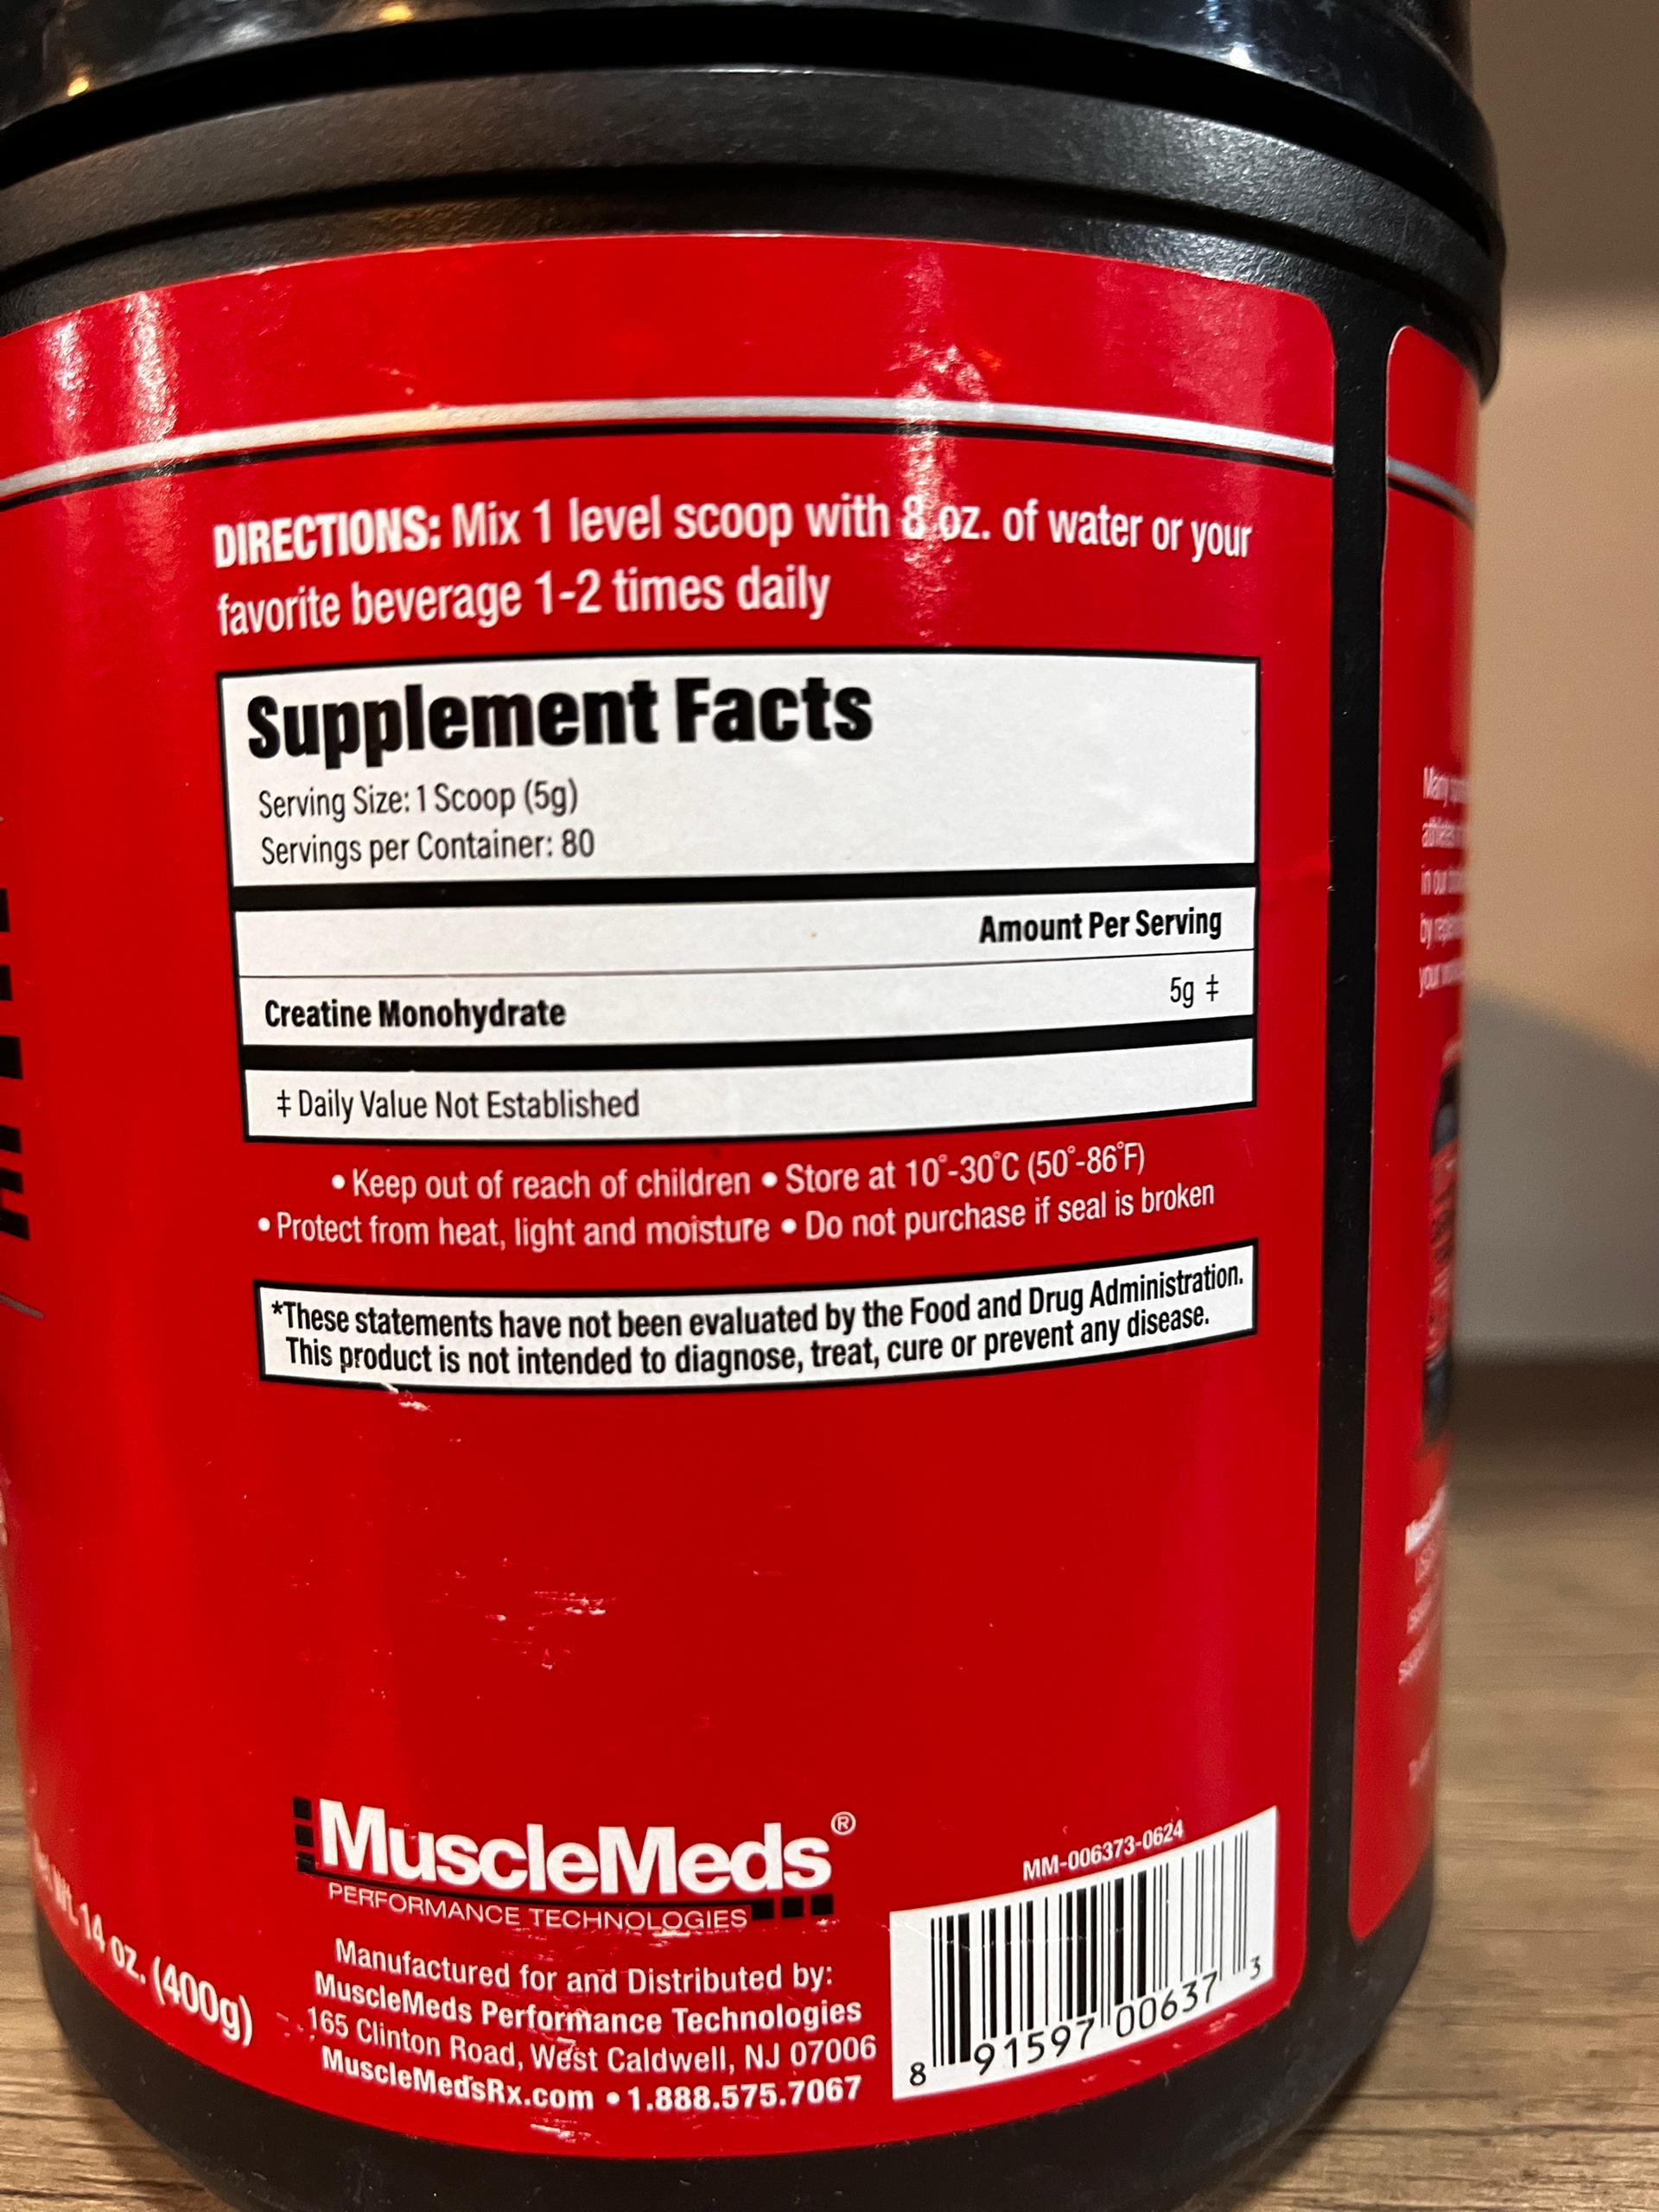 DIRECTIONS: Mix 1 level scoop with 8 oz. of water or your
favorite beverage 1-2 times daily
Supplement Facts
Serving Size: 1 Scoop (5g)
Servings per Container: 80
Amount Per Serving
Creatine Monohydrate 5g ‡
‡ Daily Value Not Established
• Keep out of reach of children • Store at 10°-30°C (50°-86°F)
• Protect from heat, light and moisture • Do not purchase if seal is broken
*These statements have not been evaluated by the Food and Drug Administration.
This product is not intended to diagnose, treat, cure or prevent any disease.
MuscleMeds®
PERFORMANCE TECHNOLOGIES
Manufactured for and Distributed by:
MuscleMeds Performance Technologies
165 Clinton Road, West Caldwell, NJ 07006
MuscleMedsRx.com • 1.888.575.7067
MM-006373-0624
8 91597 00637 3
Wt. 14 oz. (400g)
Many
in our
by
your